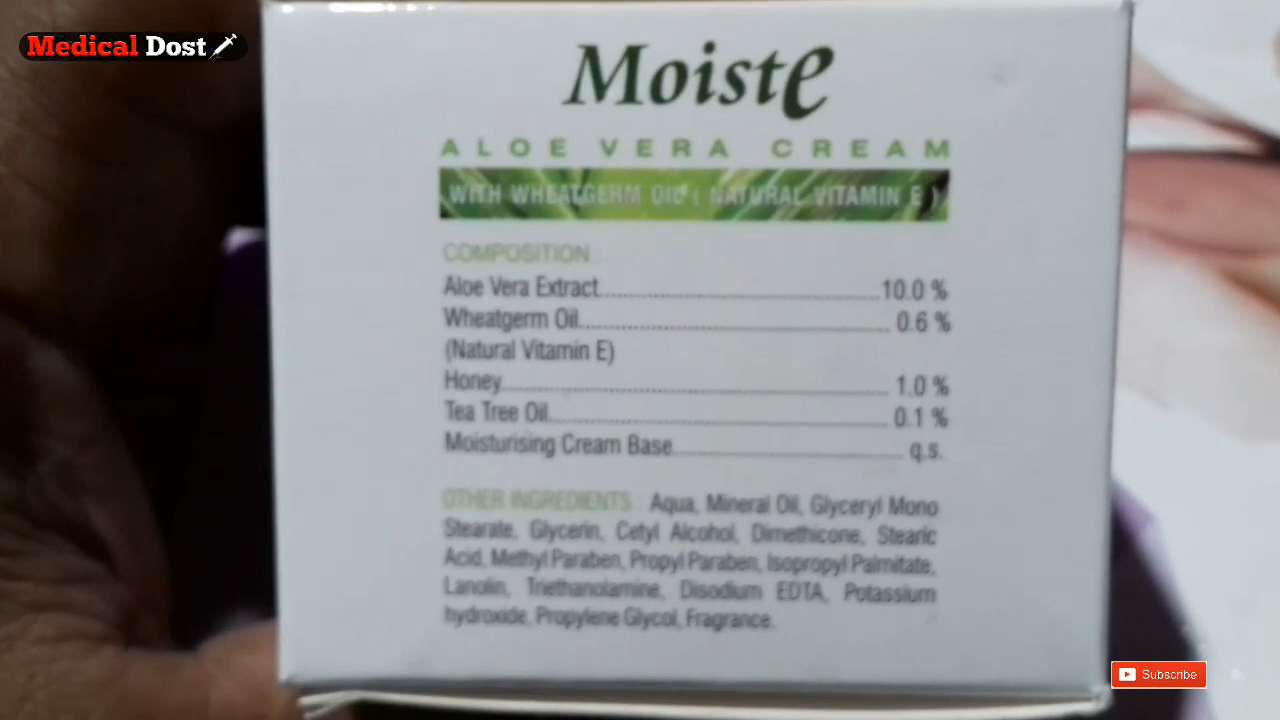 Medical Dost
Moiste
ALOE VERA CREAM
WITH WHEATGERM OIL ( NATURAL VITAMIN E )
COMPOSITION :
Aloe Vera Extract..........10.0 %
Wheatgerm Oil..........0.6 %
(Natural Vitamin E)
Honey..........1.0 %
Tea Tree Oil..........0.1 %
Moisturising Cream Base..........q.s.
OTHER INGREDIENTS : Aqua, Mineral Oil, Glyceryl Mono
Stearate, Glycerin, Cetyl Alcohol, Dimethicone, Stearic
Acid, Methyl Paraben, Propyl Paraben, Isopropyl Palmitate,
Lanolin, Triethanolamine, Disodium EDTA, Potassium
hydroxide, Propylene Glycol, Fragrance.
Subscribe